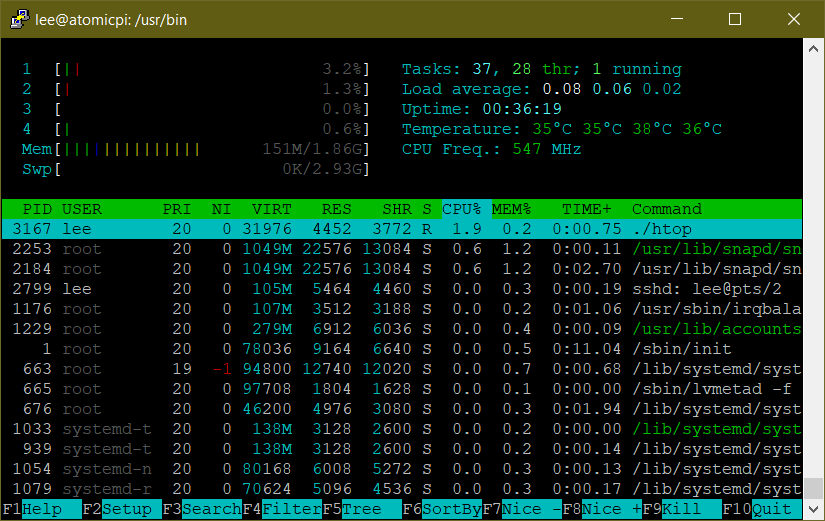 lee@atomicpi: /usr/bin
1 [|| 3.2%] Tasks: 37, 28 thr; 1 running
2 [| 1.3%] Load average: 0.08 0.06 0.02
3 [ 0.0%] Uptime: 00:36:19
4 [| 0.6%] Temperature: 35°C 35°C 38°C 36°C
Mem[|||||||||||||| 151M/1.86G] CPU Freq.: 547 MHz
Swp[ 0K/2.93G]
PID USER PRI NI VIRT RES SHR S CPU% MEM% TIME+ Command
3167 lee 20 0 31976 4452 3772 R 1.9 0.2 0:00.75 ./htop
2253 root 20 0 1049M 22576 13084 S 0.6 1.2 0:00.11 /usr/lib/snapd/sn
2184 root 20 0 1049M 22576 13084 S 0.6 1.2 0:02.70 /usr/lib/snapd/sn
2799 lee 20 0 105M 5464 4460 S 0.0 0.3 0:00.19 sshd: lee@pts/2
1176 root 20 0 107M 3512 3188 S 0.0 0.2 0:01.06 /usr/sbin/irqbala
1229 root 20 0 279M 6912 6036 S 0.0 0.4 0:00.09 /usr/lib/accounts
1 root 20 0 78036 9164 6640 S 0.0 0.5 0:11.04 /sbin/init
663 root 19 -1 94800 12740 12020 S 0.0 0.7 0:00.68 /lib/systemd/syst
665 root 20 0 97708 1804 1628 S 0.0 0.1 0:00.00 /sbin/lvmetad -f
676 root 20 0 46200 4976 3080 S 0.0 0.3 0:01.94 /lib/systemd/syst
1033 systemd-t 20 0 138M 3128 2600 S 0.0 0.2 0:00.00 /lib/systemd/syst
939 systemd-t 20 0 138M 3128 2600 S 0.0 0.2 0:00.14 /lib/systemd/syst
1054 systemd-n 20 0 80168 6008 5272 S 0.0 0.3 0:00.13 /lib/systemd/syst
1079 systemd-r 20 0 70624 5096 4536 S 0.0 0.3 0:00.17 /lib/systemd/syst
F1Help F2Setup F3SearchF4FilterF5Tree F6SortByF7Nice -F8Nice +F9Kill F10Quit